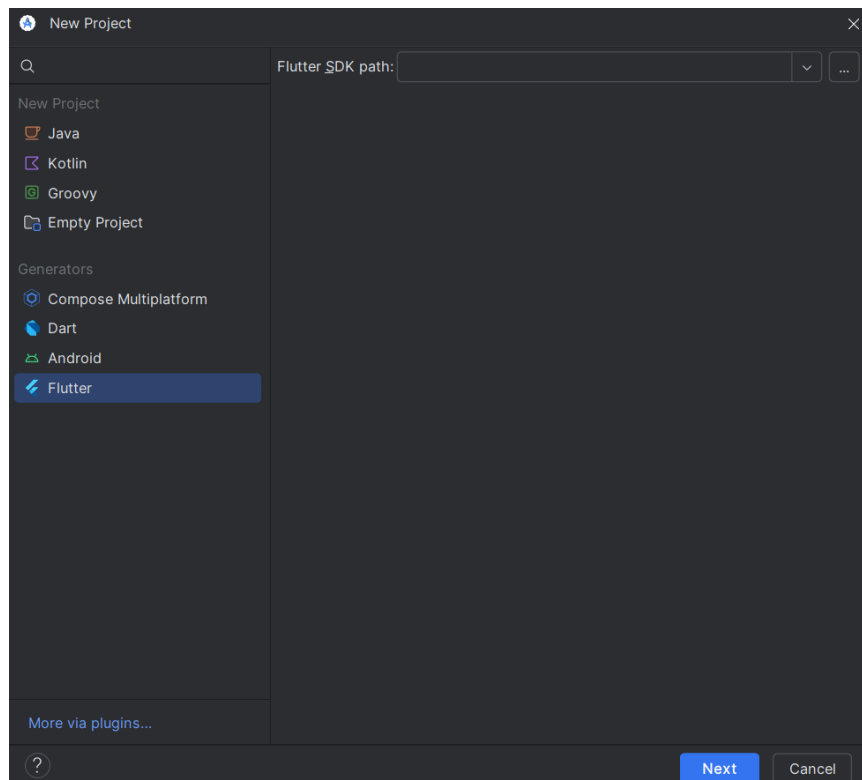 New Project
Flutter SDK path:
...
New Project
Java
Kotlin
G Groovy
Empty Project
Generators
Compose Multiplatform
Dart
Android
Flutter
More via plugins...
?
Next
Cancel